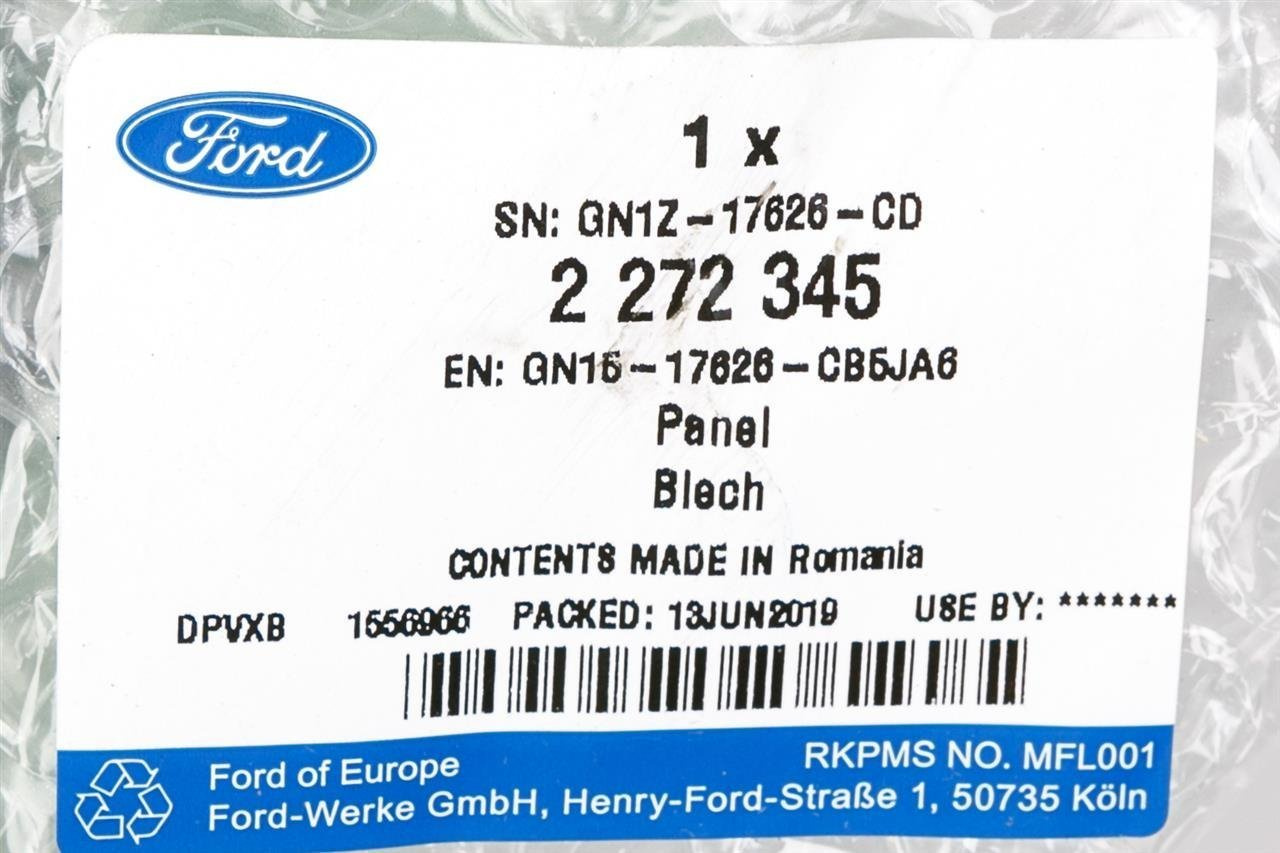 Ford
1 x
SN: GN1Z-17626-CD
2 272 345
EN: GN15-17626-CB5JA6
Panel
Blech
CONTENTS MADE IN Romania
DPVXB 1556966 PACKED: 13JUN2019 USE BY: *******
RKPMS NO. MFL001
Ford of Europe
Ford-Werke GmbH, Henry-Ford-Straße 1, 50735 Köln